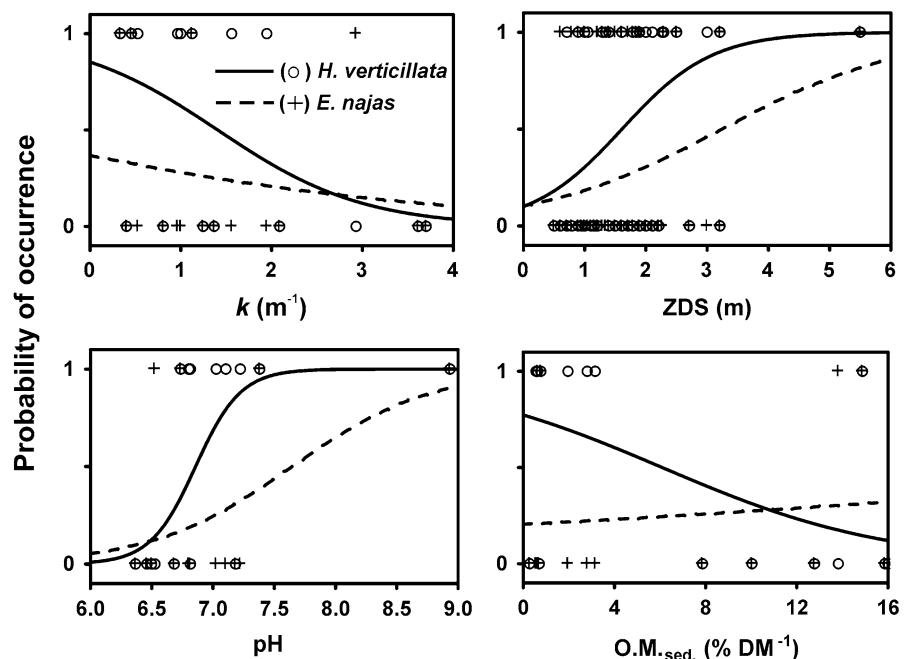 1
0
( ) H. verticillata
(+) E. najas
0 1 2 3 4
k (m-1)
1
0
0 1 2 3 4 5 6
ZDS (m)
Probability of occurrence
1
0
6.0 6.5 7.0 7.5 8.0 8.5 9.0
pH
1
0
0 4 8 12 16
O.M.sed. (% DM-1)